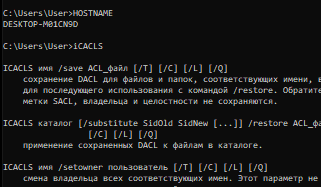 C:\Users\User>HOSTNAME
DESKTOP-M01CN9D
C:\Users\User>iCACLS
ICACLS имя /save ACL_файл [/T] [/C] [/L] [/Q]
сохранение DACL для файлов и папок, соответствующих имени, в
для последующего использования с командой /restore. Обратите
метки SACL, владельца и целостности не сохраняются.
ICACLS каталог [/substitute SidOld SidNew [...]] /restore ACL_фа
[/C] [/L] [/Q]
применение сохраненных DACL к файлам в каталоге.
ICACLS имя /setowner пользователь [/T] [/C] [/L] [/Q]
смена владельца всех соответствующих имен. Этот параметр не